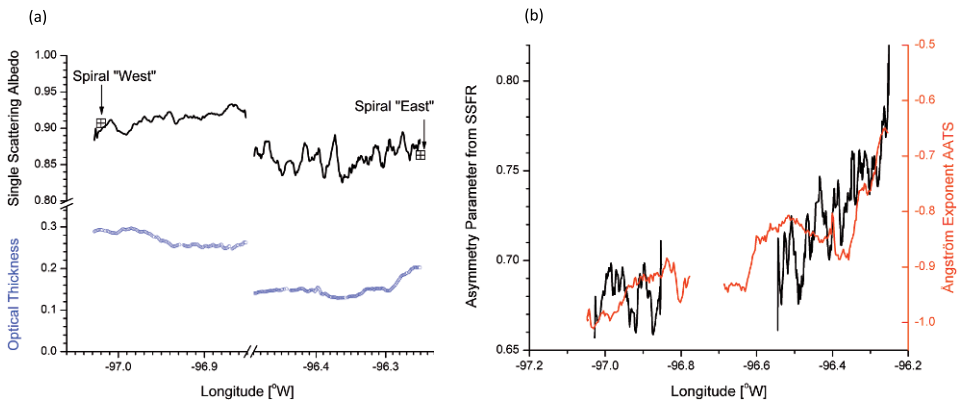 (a)
(b)
Single Scattering Albedo
Optical Thickness
1.00
0.95
0.90
0.85
0.80
0.3
0.2
0.1
0.0
Spiral "West"
Spiral "East"
-97.0
-96.9
-96.4
-96.3
Longitude [°W]
Asymmetry Parameter from SSFR
0.80
0.75
0.70
0.65
-97.2
-97.0
-96.8
-96.6
-96.4
-96.2
Longitude [°W]
-0.5
-0.6
-0.7
-0.8
-0.9
-1.0
Angström Exponent AATS